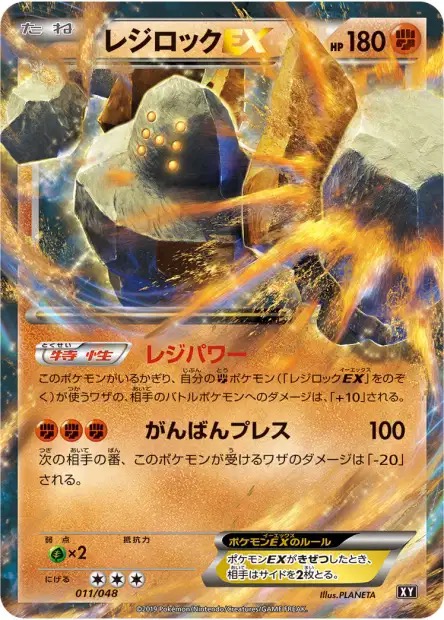 たね
レジロックEX
HP180
とくせい
特性
レジパワー
このポケモンがいるかぎり、自分のポケモン(「レジロックEX」をのぞ
く)が使うワザの、相手のバトルポケモンへのダメージは、「+10」される。
がんばんプレス 100
次の相手の番、このポケモンが受けるワザのダメージは「-20」
される。
弱点 抵抗力
×2
にげる
ポケモンEXのルール
ポケモンEXがきぜつしたとき、
相手はサイドを2枚とる。
011/048
Illus.PLANETA
XY
©2019 Pokémon/Nintendo/Creatures/GAME FREAK.